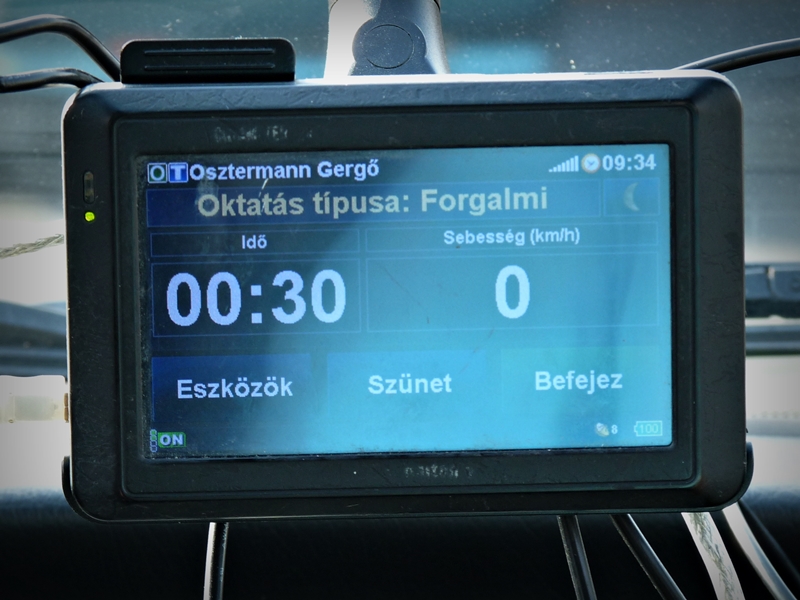 OT Osztermann Gergő 09:34
Oktatás típusa: Forgalmi
Idő Sebesség (km/h)
00:30 0
Eszközök Szünet Befejez
ON 8 100